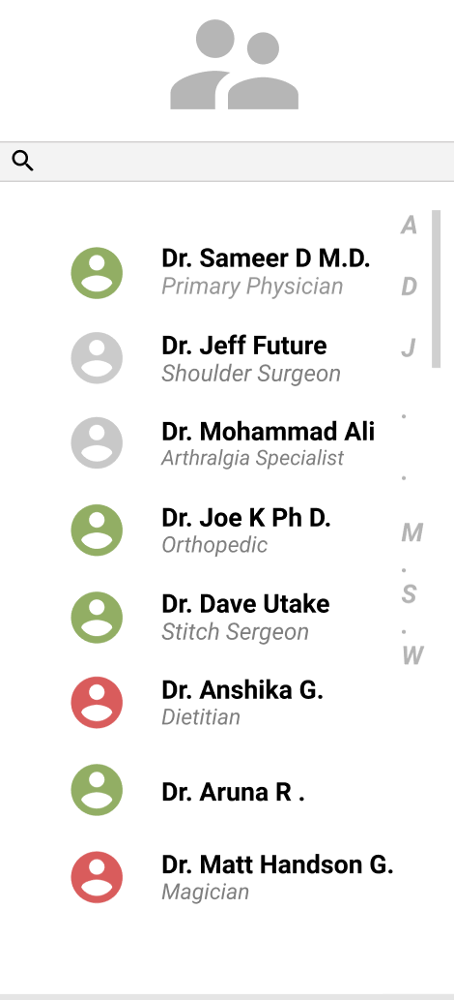 Dr. Sameer D M.D.
Primary Physician
Dr. Jeff Future
Shoulder Surgeon
Dr. Mohammad Ali
Arthralgia Specialist
Dr. Joe K Ph D.
Orthopedic
Dr. Dave Utake
Stitch Sergeon
Dr. Anshika G.
Dietitian
Dr. Aruna R .
Dr. Matt Handson G.
Magician
A
D
J
.
.
M
.
S
.
W